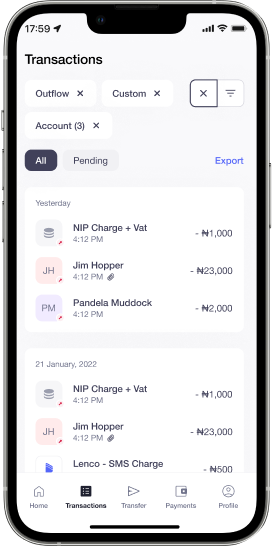 17:59
Transactions
Outflow ✕ Custom ✕
Account (3) ✕
All Pending Export
Yesterday
NIP Charge + Vat
4:12 PM
- ₦1,000
JH
Jim Hopper
4:12 PM
- ₦23,000
PM
Pandela Muddock
4:12 PM
- ₦2,000
21 January, 2022
NIP Charge + Vat
4:12 PM
- ₦1,000
JH
Jim Hopper
4:12 PM
- ₦23,000
Lenco - SMS Charge
4:12 PM
- ₦500
Home Transactions Transfer Payments Profile